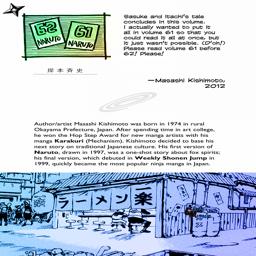 62
NARUTO
61
NARUTO
Sasuke and Itachi's tale
concludes in this volume.
I actually wanted to put it
all in volume 61 so that you
could read it all at once, but
it just wasn't possible. (D'oh!)
Please read volume 61 before
62! Please!
岸本斉史
—Masashi Kishimoto,
2012
Author/artist Masashi Kishimoto was born in 1974 in rural
Okayama Prefecture, Japan. After spending time in art college,
he won the Hop Step Award for new manga artists with his
manga Karakuri (Mechanism). Kishimoto decided to base his
next story on traditional Japanese culture. His first version of
Naruto, drawn in 1997, was a one-shot story about fox spirits;
his final version, which debuted in Weekly Shonen Jump in
1999, quickly became the most popular ninja manga in Japan.
ラーメン一楽